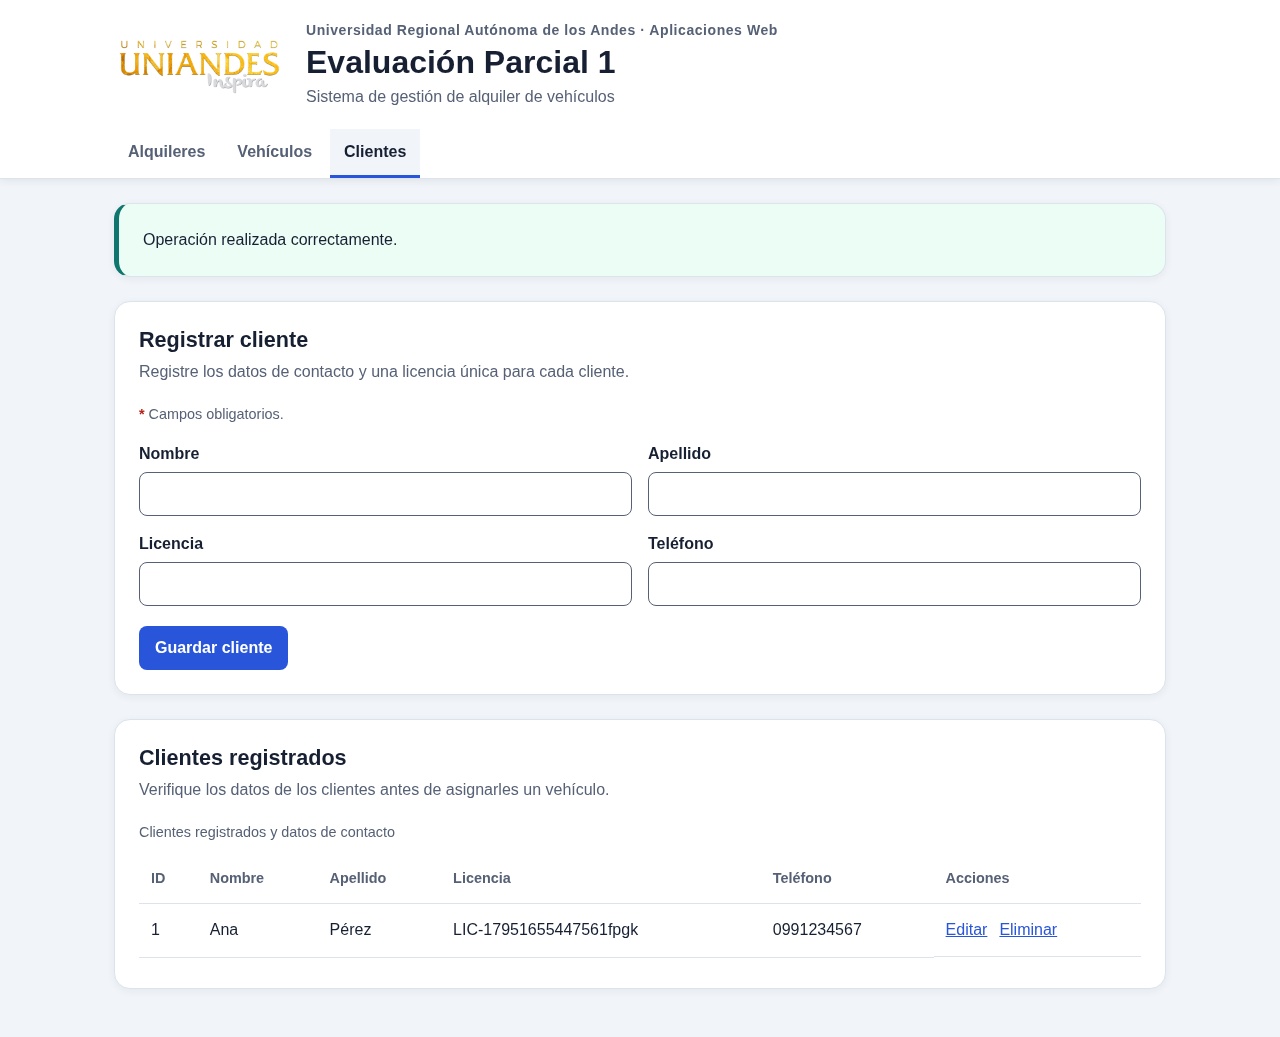 Universidad Regional Autónoma de los Andes · Aplicaciones Web
UNIVERSIDAD
UNIANDES
Inspira
Evaluación Parcial 1
Sistema de gestión de alquiler de vehículos
Alquileres Vehículos Clientes
Operación realizada correctamente.
Registrar cliente
Registre los datos de contacto y una licencia única para cada cliente.
* Campos obligatorios.
Nombre Apellido
Licencia Teléfono
Guardar cliente
Clientes registrados
Verifique los datos de los clientes antes de asignarles un vehículo.
Clientes registrados y datos de contacto
ID Nombre Apellido Licencia Teléfono Acciones
1 Ana Pérez LIC-17951655447561fpgk 0991234567 Editar Eliminar